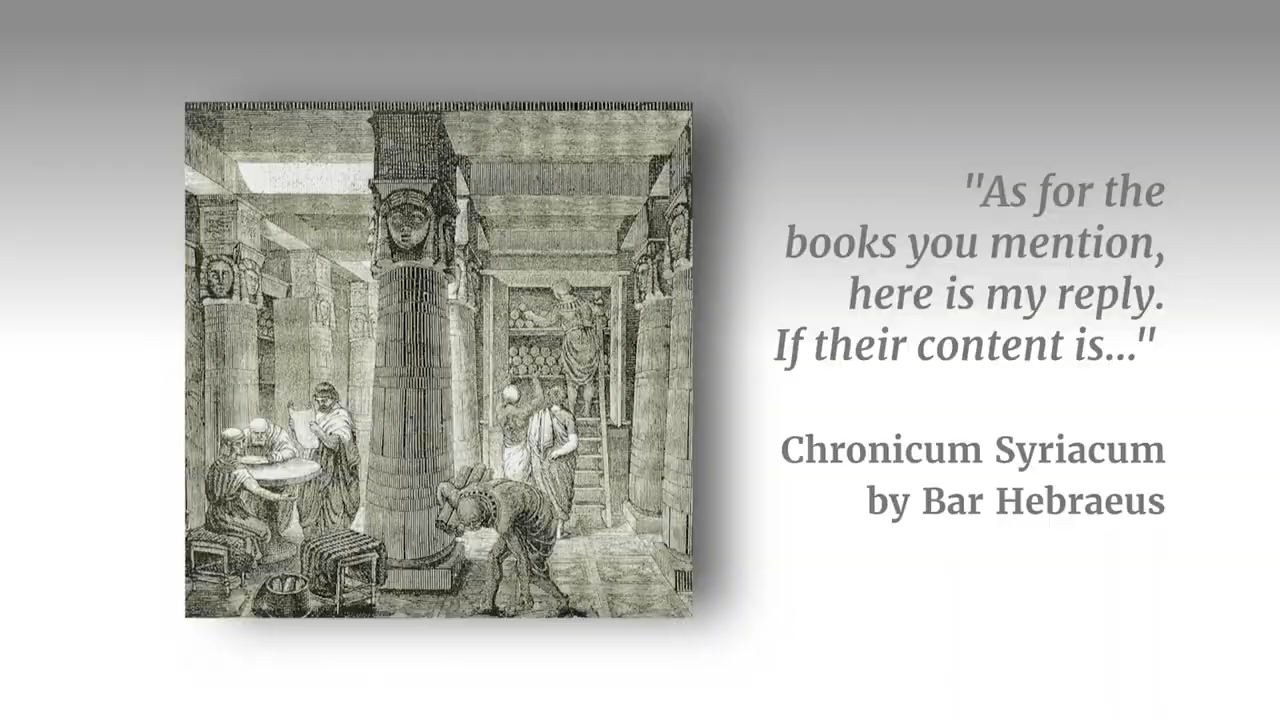 "As for the
books you mention,
here is my reply.
If their content is..."
Chronicum Syriacum
by Bar Hebraeus